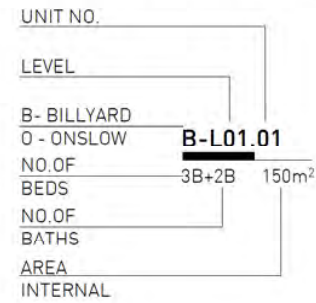 UNIT NO.
LEVEL
B- BILLYARD
O - ONSLOW
B-L01.01
NO.OF
BEDS
3B+2B 150m²
NO.OF
BATHS
AREA
INTERNAL